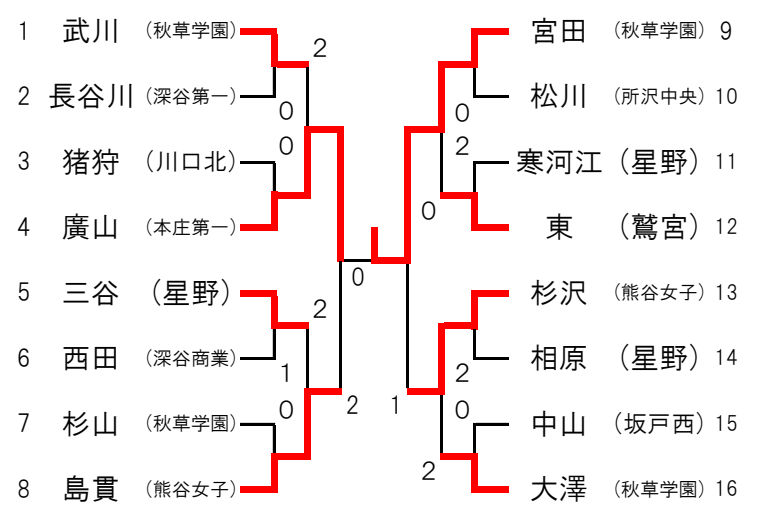 1 武川 (秋草学園)
2
宮田 (秋草学園) 9
2 長谷川 (深谷第一)
0
0
松川 (所沢中央) 10
3 猪狩 (川口北)
0
2
寒河江 (星野) 11
4 廣山 (本庄第一)
0
東 (鷲宮) 12
0
5 三谷 (星野)
2
杉沢 (熊谷女子) 13
6 西田 (深谷商業)
1
2
相原 (星野) 14
7 杉山 (秋草学園)
0
2
1
0
中山 (坂戸西) 15
8 島貫 (熊谷女子)
2
大澤 (秋草学園) 16